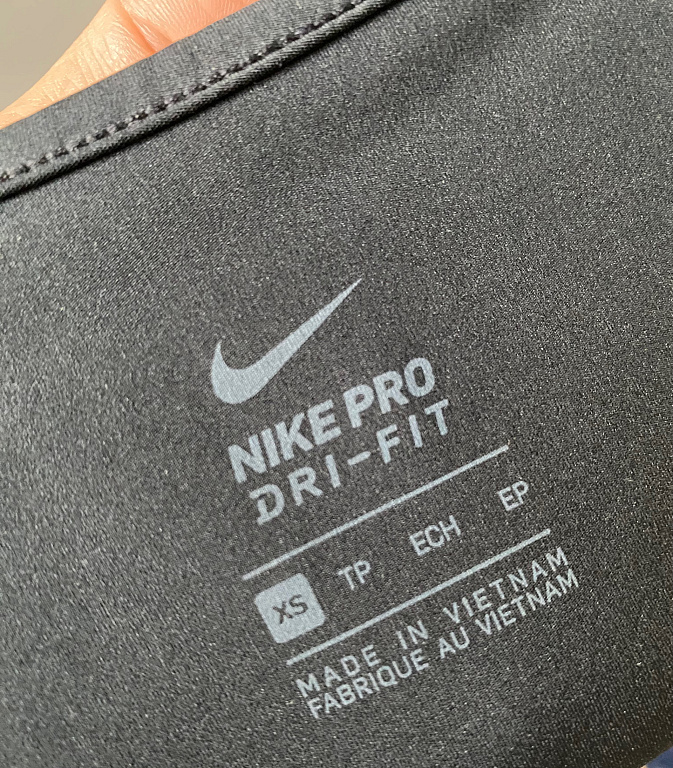 NIKE PRO
DRI-FIT
XS TP ECH EP
MADE IN VIETNAM
FABRIQUE AU VIETNAM